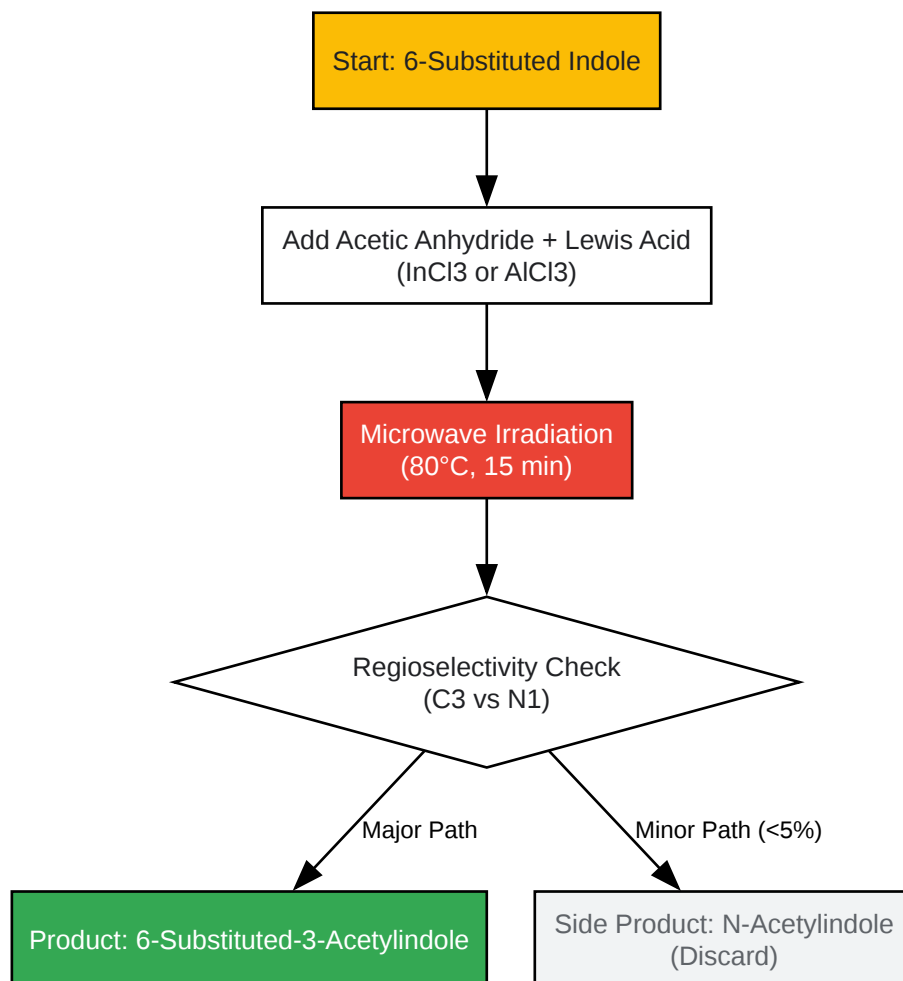 Start: 6-Substituted Indole
Add Acetic Anhydride + Lewis Acid
(InCl3 or AlCl3)
Microwave Irradiation
(80°C, 15 min)
Regioselectivity Check
(C3 vs N1)
Major Path
Minor Path (<5%)
Product: 6-Substituted-3-Acetylindole
Side Product: N-Acetylindole
(Discard)